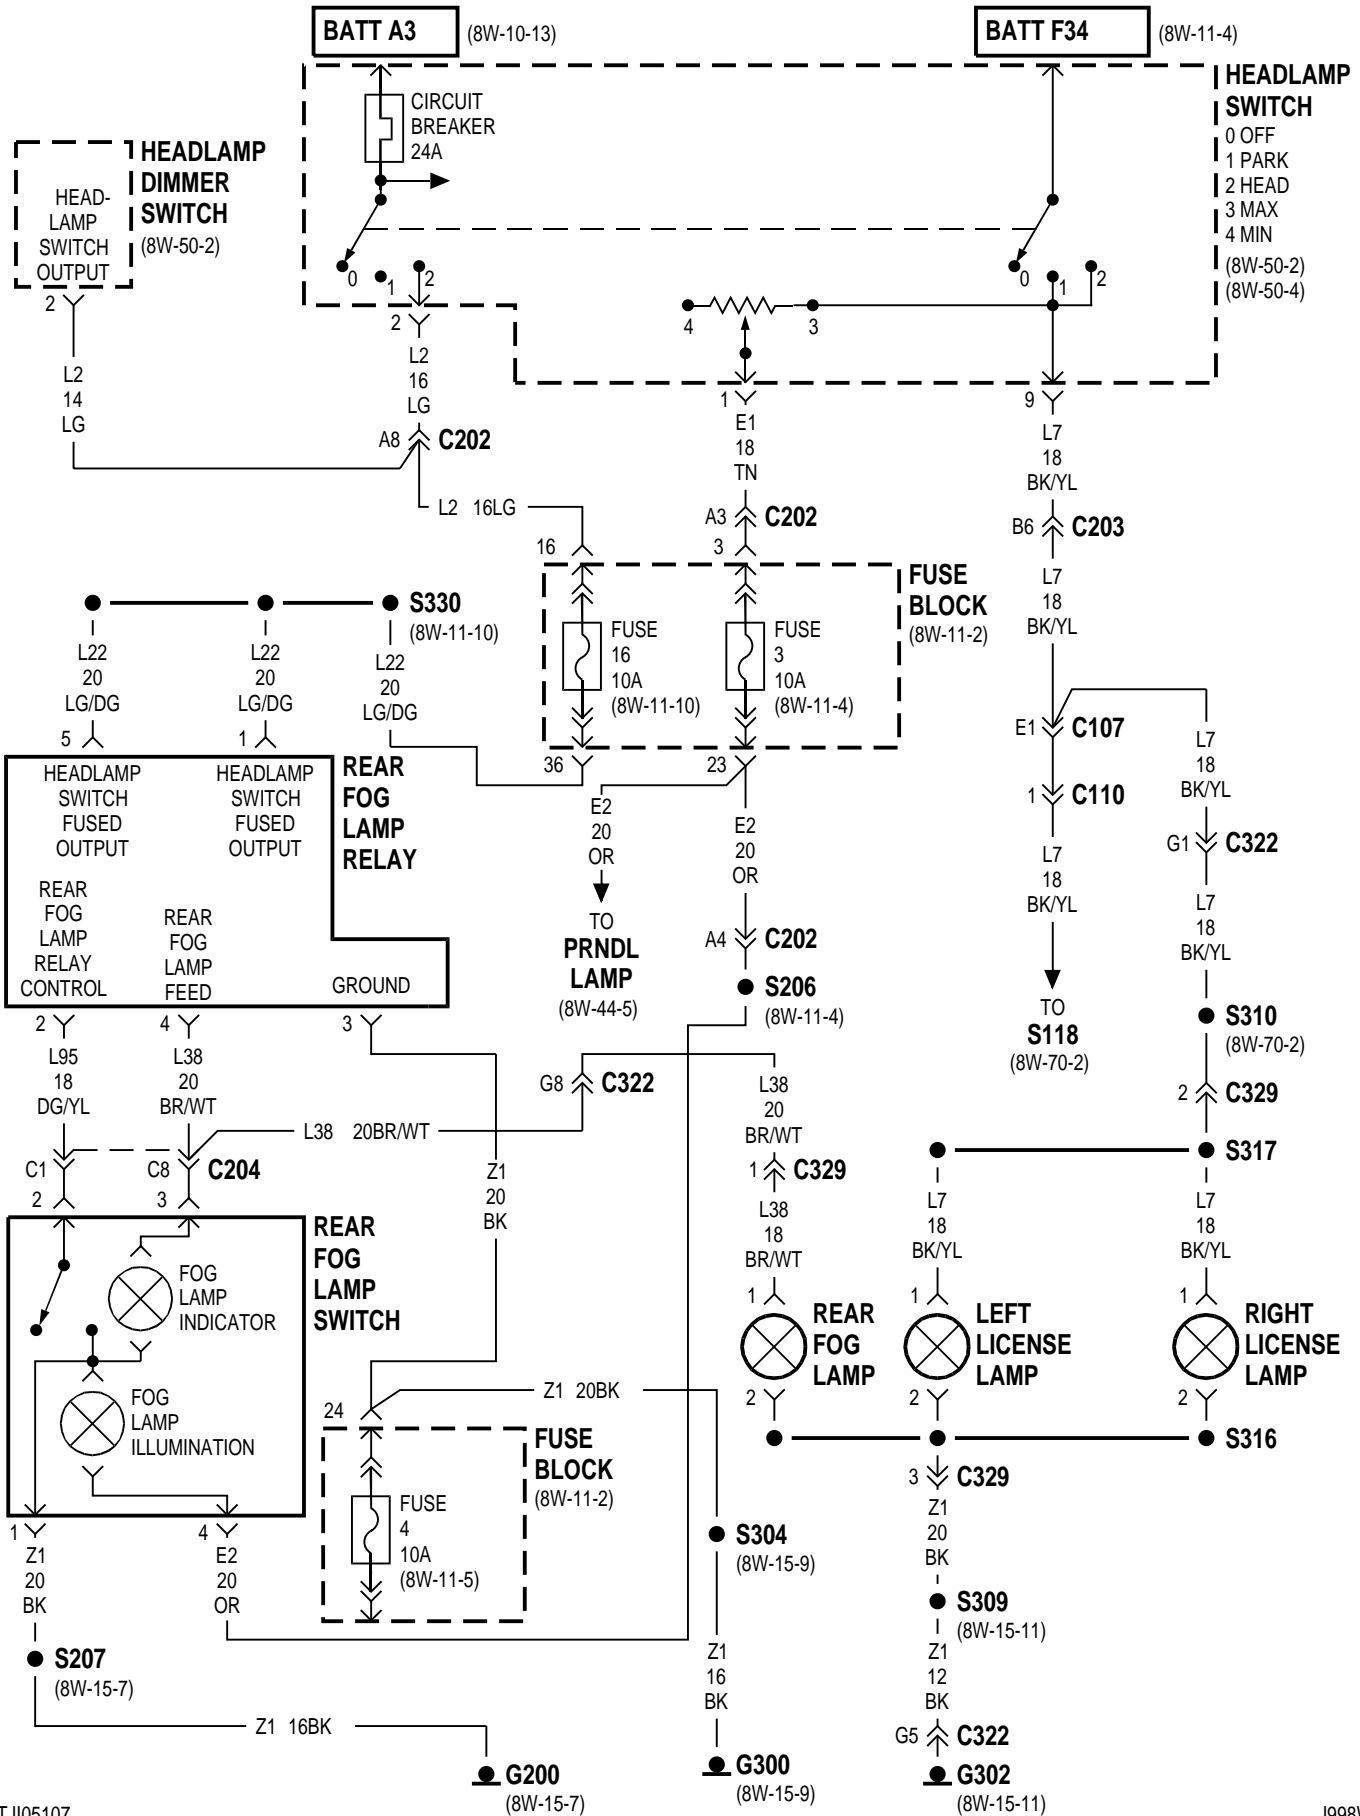 BATT A3
(8W-10-13)
BATT F34
(8W-11-4)
CIRCUIT
BREAKER
24A
HEADLAMP
SWITCH
0 OFF
1 PARK
2 HEAD
3 MAX
4 MIN
(8W-50-2)
(8W-50-4)
HEAD-
LAMP
SWITCH
OUTPUT
HEADLAMP
DIMMER
SWITCH
(8W-50-2)
0
1
2
0
1
2
4
3
2
2
1
9
L2
14
LG
L2
16
LG
E1
18
TN
L7
18
BK/YL
A8
C202
L2 16LG
A3
C202
B6
C203
16
3
L7
18
BK/YL
FUSE
BLOCK
(8W-11-2)
FUSE
16
10A
(8W-11-10)
FUSE
3
10A
(8W-11-4)
S330
(8W-11-10)
L22
20
LG/DG
L22
20
LG/DG
L22
20
LG/DG
5
1
36
23
E1
C107
1
C110
L7
18
BK/YL
HEADLAMP
SWITCH
FUSED
OUTPUT
HEADLAMP
SWITCH
FUSED
OUTPUT
REAR
FOG
LAMP
RELAY
E2
20
OR
E2
20
OR
L7
18
BK/YL
G1
C322
L7
18
BK/YL
REAR
FOG
LAMP
RELAY
CONTROL
REAR
FOG
LAMP
FEED
GROUND
TO
PRNDL
LAMP
(8W-44-5)
A4
C202
S206
(8W-11-4)
TO
S118
(8W-70-2)
S310
(8W-70-2)
2
4
3
L95
18
DG/YL
L38
20
BR/WT
G8
C322
L38
20
BR/WT
2
C329
L38 20BR/WT
S317
C1
C8
C204
Z1
20
BK
1
C329
2
3
L38
18
BR/WT
L7
18
BK/YL
L7
18
BK/YL
REAR
FOG
LAMP
SWITCH
FOG
LAMP
INDICATOR
FOG
LAMP
ILLUMINATION
1
1
1
REAR
FOG
LAMP
LEFT
LICENSE
LAMP
RIGHT
LICENSE
LAMP
2
2
2
Z1 20BK
24
S316
FUSE
BLOCK
(8W-11-2)
FUSE
4
10A
(8W-11-5)
3
C329
Z1
20
BK
1
4
Z1
20
BK
E2
20
OR
S304
(8W-15-9)
S309
(8W-15-11)
S207
(8W-15-7)
Z1
16
BK
Z1
12
BK
Z1 16BK
G5
C322
G200
(8W-15-7)
G300
(8W-15-9)
G302
(8W-15-11)